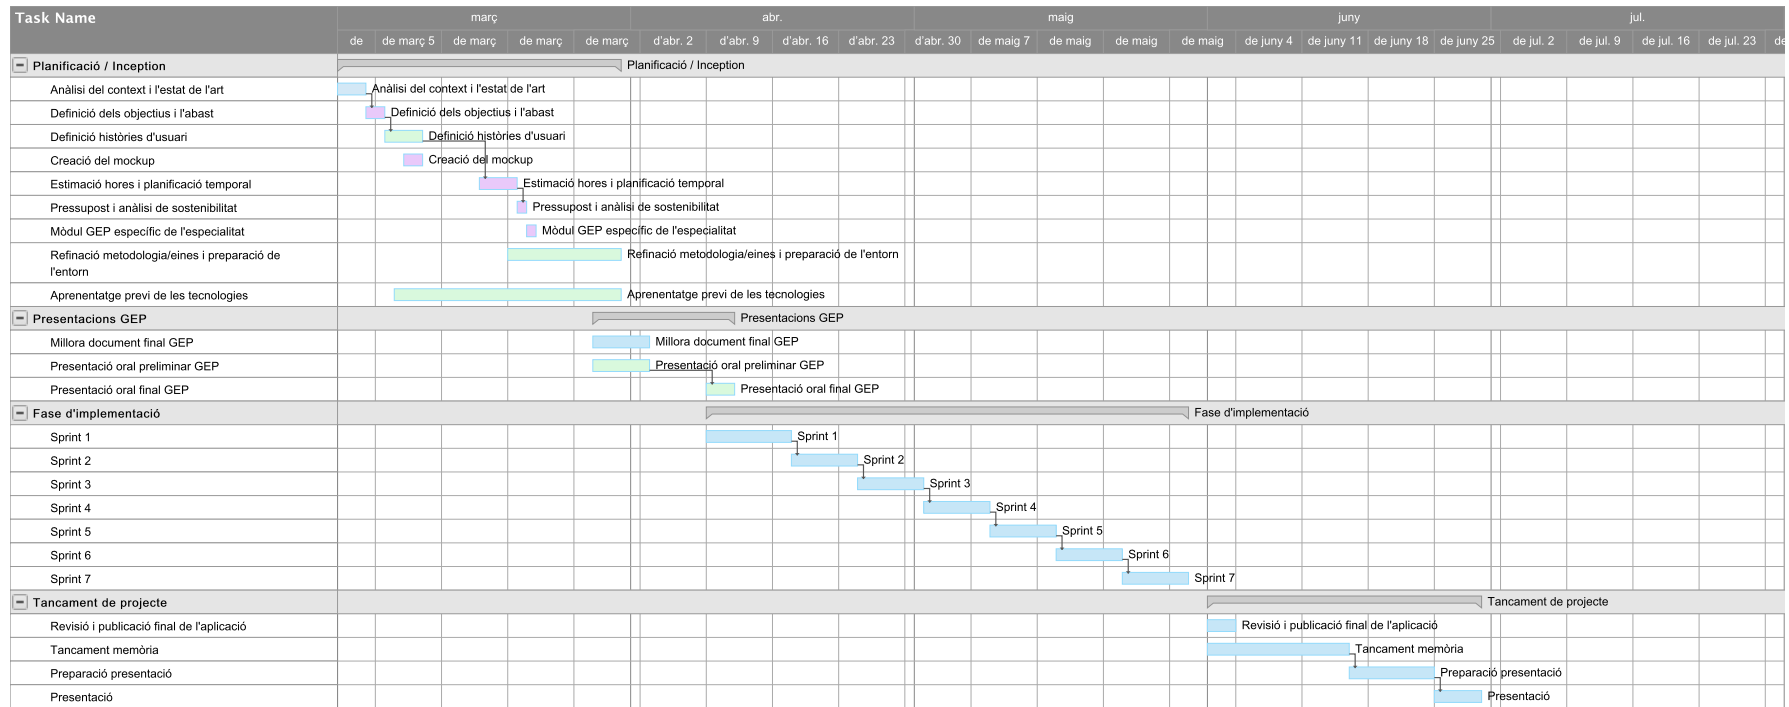 Task Name
març abr. maig juny jul.
de de març 5 de març de març de març d'abr. 2 d'abr. 9 d'abr. 16 d'abr. 23 d'abr. 30 de maig 7 de maig de maig de maig de juny 4 de juny 11 de juny 18 de juny 25 de jul. 2 de jul. 9 de jul. 16 de jul. 23 de
Planificació / Inception Planificació / Inception
Anàlisi del context i l'estat de l'art Anàlisi del context i l'estat de l'art
Definició dels objectius i l'abast Definició dels objectius i l'abast
Definició històries d'usuari Definició històries d'usuari
Creació del mockup Creació del mockup
Estimació hores i planificació temporal Estimació hores i planificació temporal
Pressupost i anàlisi de sostenibilitat Pressupost i anàlisi de sostenibilitat
Mòdul GEP específic de l'especialitat Mòdul GEP específic de l'especialitat
Refinació metodologia/eines i preparació de Refinació metodologia/eines i preparació de l'entorn
l'entorn
Aprenentatge previ de les tecnologies Aprenentatge previ de les tecnologies
Presentacions GEP Presentacions GEP
Millora document final GEP Millora document final GEP
Presentació oral preliminar GEP Presentació oral preliminar GEP
Presentació oral final GEP Presentació oral final GEP
Fase d'implementació Fase d'implementació
Sprint 1 Sprint 1
Sprint 2 Sprint 2
Sprint 3 Sprint 3
Sprint 4 Sprint 4
Sprint 5 Sprint 5
Sprint 6 Sprint 6
Sprint 7 Sprint 7
Tancament de projecte Tancament de projecte
Revisió i publicació final de l'aplicació Revisió i publicació final de l'aplicació
Tancament memòria Tancament memòria
Preparació presentació Preparació presentació
Presentació Presentació